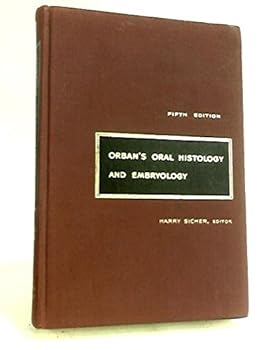 FIFTH EDITION
ORBAN'S ORAL HISTOLOGY
AND EMBRYOLOGY
HARRY SICHER, EDITOR